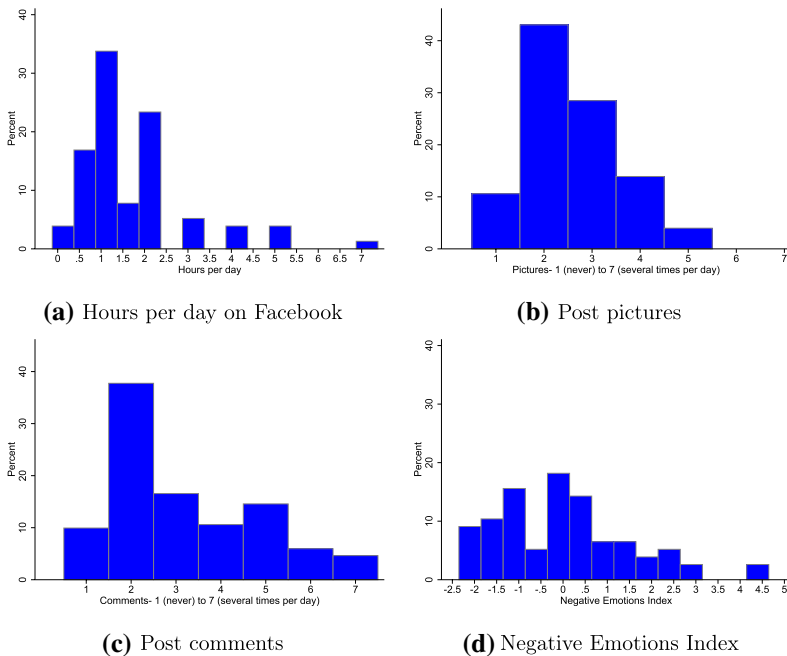 Percent
40
30
20
10
0
0 .5 1 1.5 2 2.5 3 3.5 4 4.5 5 5.5 6 6.5 7
Hours per day
(a) Hours per day on Facebook
Percent
40
30
20
10
0
1 2 3 4 5 6 7
Pictures- 1 (never) to 7 (several times per day)
(b) Post pictures
Percent
40
30
20
10
0
1 2 3 4 5 6 7
Comments- 1 (never) to 7 (several times per day)
(c) Post comments
Percent
40
30
20
10
0
-2.5 -2 -1.5 -1 -.5 0 .5 1 1.5 2 2.5 3 3.5 4 4.5 5
Negative Emotions Index
(d) Negative Emotions Index